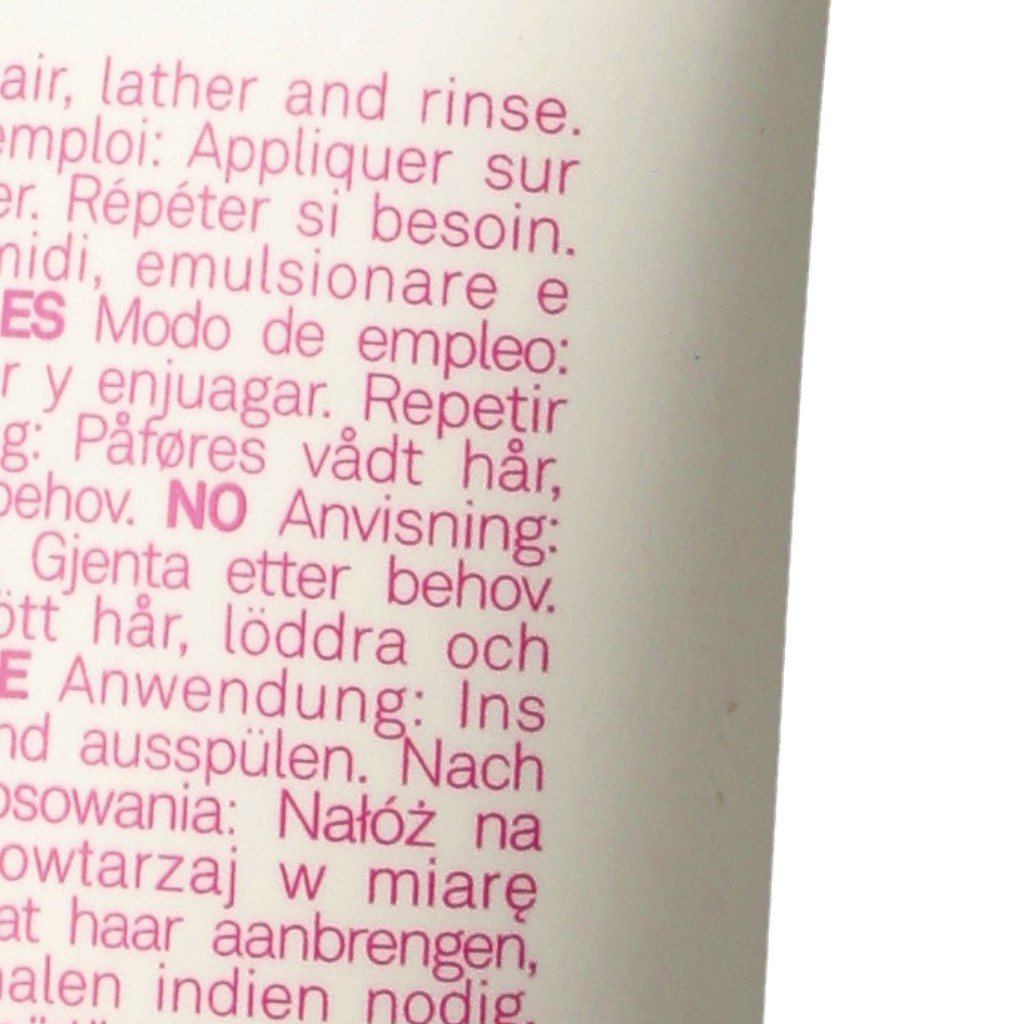 air, lather and rinse.
emploi: Appliquer sur
er. Répéter si besoin.
midi, emulsionare e
ES Modo de empleo:
r y enjuagar. Repetir
g: Påføres vådt hår,
behov. NO Anvisning:
Gjenta etter behov.
ött hår, löddra och
E Anwendung: Ins
nd ausspülen. Nach
osowania: Nałóż na
owtarzaj w miarę
at haar aanbrengen,
halen indien nodig.